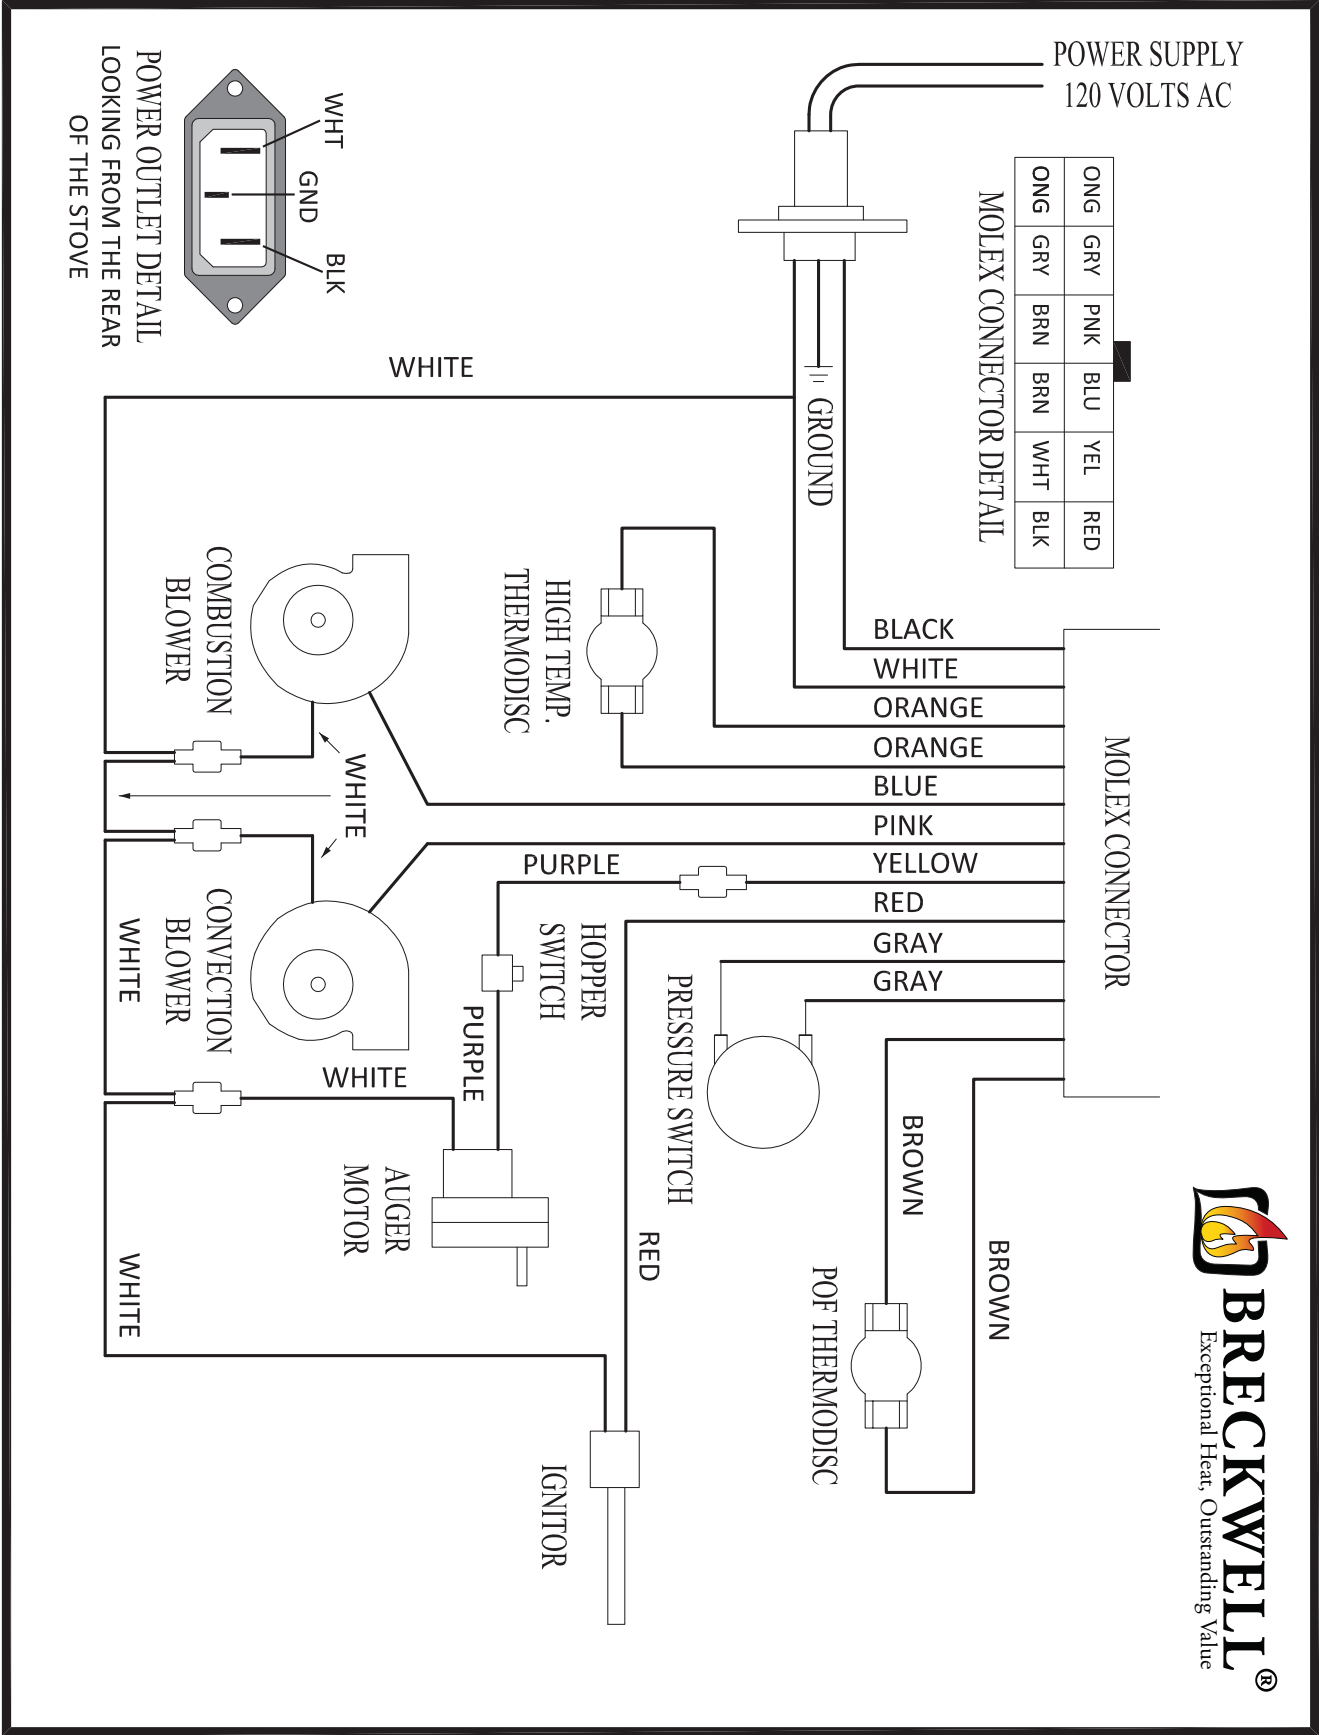 POWER SUPPLY
120 VOLTS AC
ONG GRY PNK BLU YEL RED
ONG GRY BRN BRN WHT BLK
MOLEX CONNECTOR DETAIL
WHT
GND
BLK
POWER OUTLET DETAIL
LOOKING FROM THE REAR
OF THE STOVE
WHITE
GROUND
HIGH TEMP.
THERMODISC
COMBUSTION
BLOWER
BLACK
WHITE
ORANGE
ORANGE
BLUE
PINK
YELLOW
RED
GRAY
GRAY
MOLEX CONNECTOR
WHITE
PURPLE
HOPPER
SWITCH
PURPLE
PRESSURE SWITCH
CONVECTION
BLOWER
WHITE
WHITE
AUGER
MOTOR
BROWN
BROWN
RED
WHITE
POF THERMODISC
IGNITOR
BRECKWELL®
Exceptional Heat, Outstanding Value